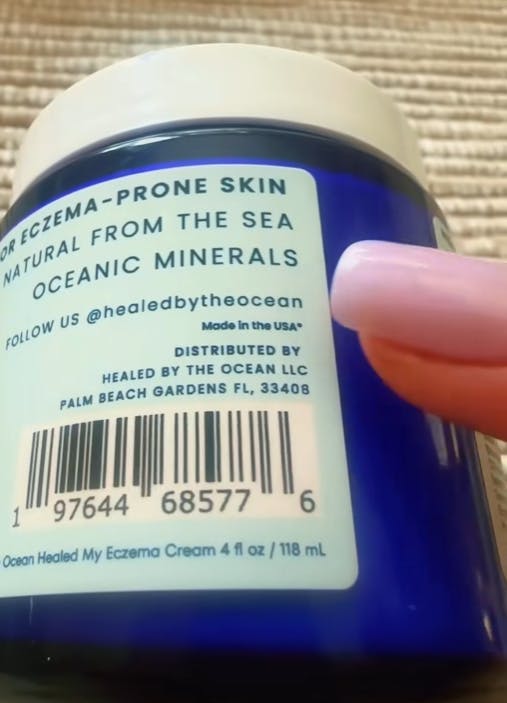 OR ECZEMA-PRONE SKIN
NATURAL FROM THE SEA
OCEANIC MINERALS
FOLLOW US @healedbytheocean
Made in the USA*
DISTRIBUTED BY
HEALED BY THE OCEAN LLC
PALM BEACH GARDENS FL, 33408
1 97644 68577 6
Ocean Healed My Eczema Cream 4 fl oz / 118 mL